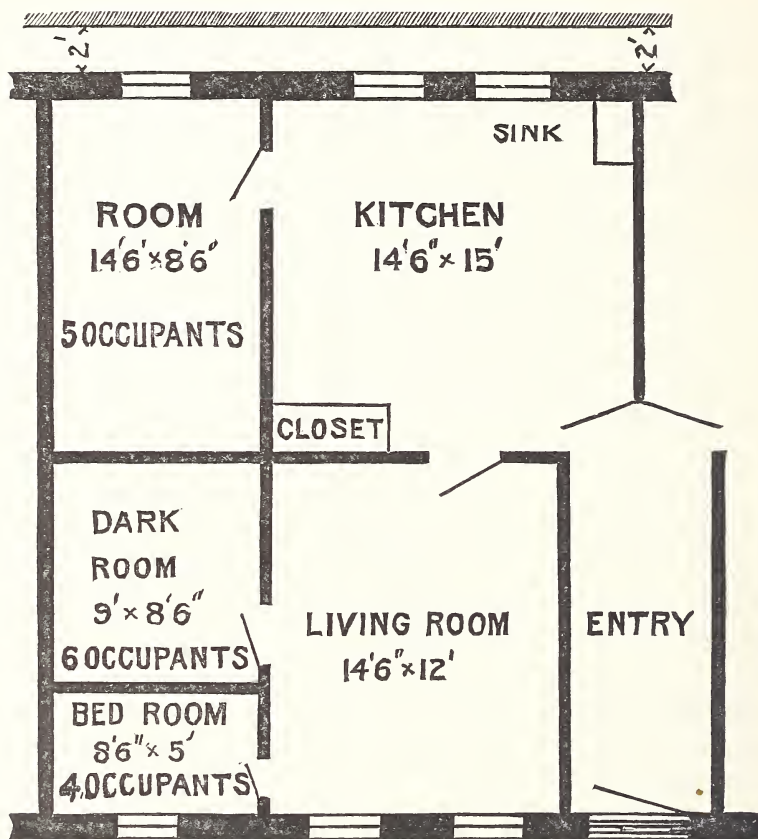 2'
2'
SINK
ROOM
14'6'×8'6"
5 OCCUPANTS
KITCHEN
14'6"× 15'
CLOSET
DARK
ROOM
9' × 8'6"
6 OCCUPANTS
LIVING ROOM
14'6"×12'
ENTRY
BED ROOM
8'6"× 5'
4 OCCUPANTS